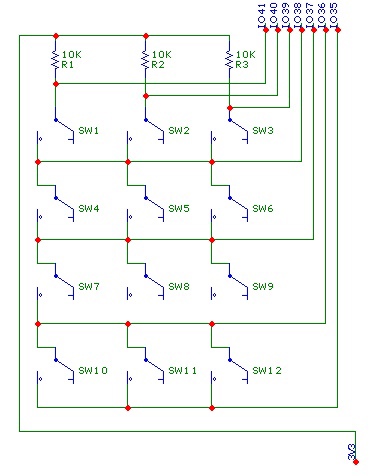 IO41
IO40
IO39
IO38
IO37
IO36
IO35
10K
R1
10K
R2
10K
R3
SW1
SW2
SW3
SW4
SW5
SW6
SW7
SW8
SW9
SW10
SW11
SW12
3V3